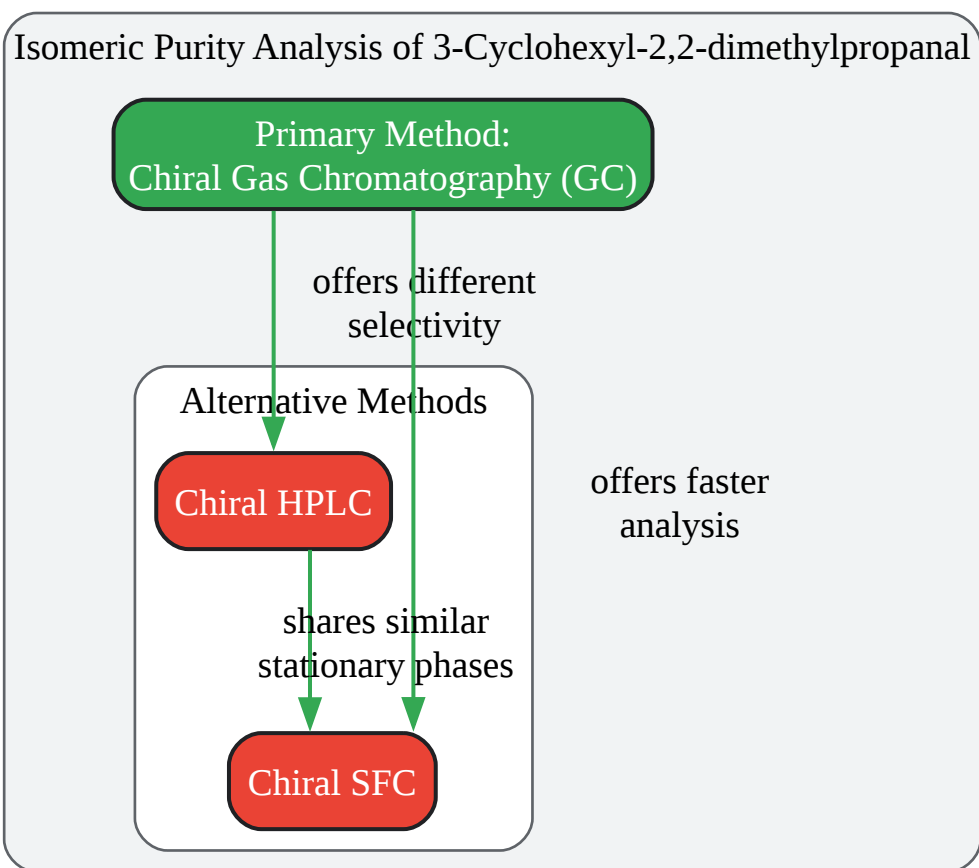 Isomeric Purity Analysis of 3-Cyclohexyl-2,2-dimethylpropanal
Primary Method:
Chiral Gas Chromatography (GC)
offers different
selectivity
Alternative Methods
Chiral HPLC
offers faster
analysis
shares similar
stationary phases
Chiral SFC